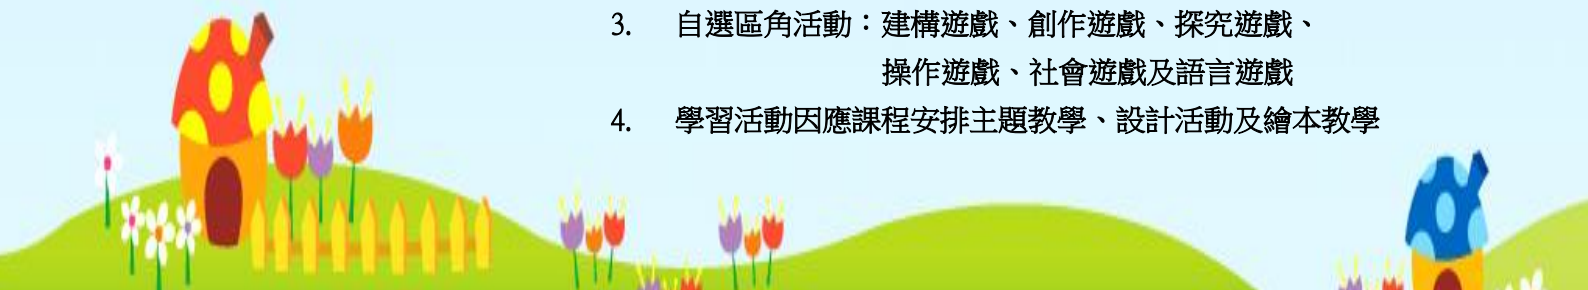 3. 自選區角活動：建構遊戲、創作遊戲、探究遊戲、
操作遊戲、社會遊戲及語言遊戲
4. 學習活動因應課程安排主題教學、設計活動及繪本教學